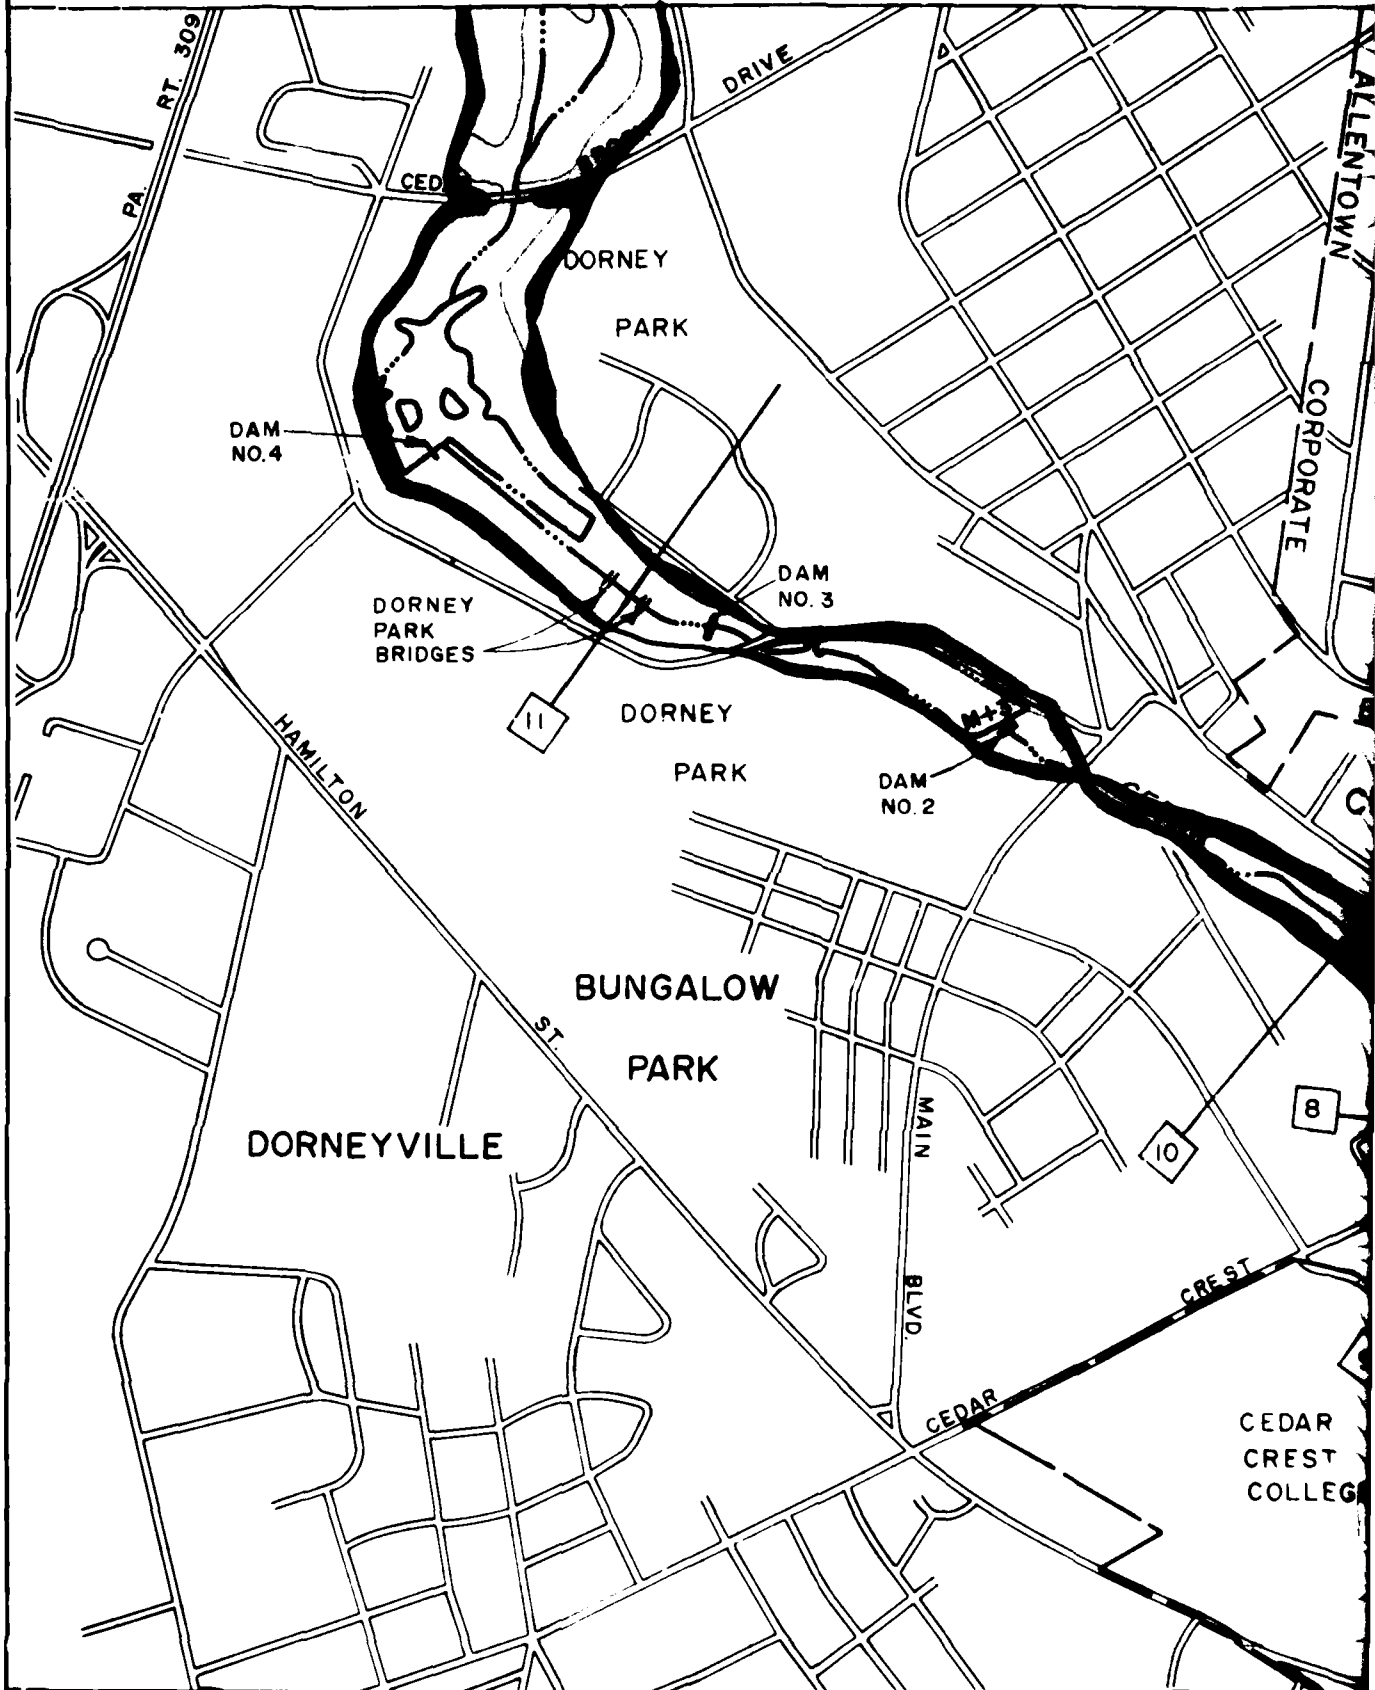 PA. RT. 309
DRIVE
ALLENTOWN
CORPORATE
CED
DORNEY
PARK
DAM
NO. 4
DAM
NO. 3
DORNEY
PARK
BRIDGES
11
DORNEY
PARK
M+3
DAM
NO. 2
HAMILTON ST.
BUNGALOW
PARK
DORNEYVILLE
MAIN BLVD.
8
10
CEDAR CREST
CEDAR
CREST
COLLEG